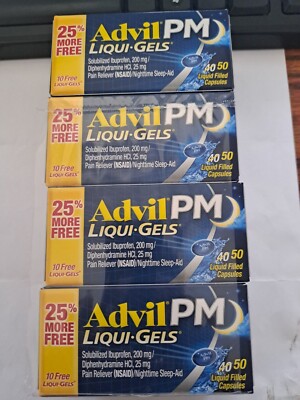 25%
MORE
FREE
10 Free
LIQUI•GELS®
Advil PM
LIQUI•GELS®
Solubilized Ibuprofen, 200 mg /
Diphenhydramine HCl, 25 mg
Pain Reliever (NSAID)/Nighttime Sleep-Aid
40 50
Liquid Filled
Capsules
25%
MORE
FREE
10 Free
LIQUI•GELS®
Advil PM
LIQUI•GELS®
Solubilized Ibuprofen, 200 mg /
Diphenhydramine HCl, 25 mg
Pain Reliever (NSAID)/Nighttime Sleep-Aid
40 50
Liquid Filled
Capsules
25%
MORE
FREE
10 Free
LIQUI•GELS®
Advil PM
LIQUI•GELS®
Solubilized Ibuprofen, 200 mg /
Diphenhydramine HCl, 25 mg
Pain Reliever (NSAID)/Nighttime Sleep-Aid
40 50
Liquid Filled
Capsules
25%
MORE
FREE
10 Free
LIQUI•GELS®
Advil PM
LIQUI•GELS®
Solubilized Ibuprofen, 200 mg /
Diphenhydramine HCl, 25 mg
Pain Reliever (NSAID)/Nighttime Sleep-Aid
40 50
Liquid Filled
Capsules